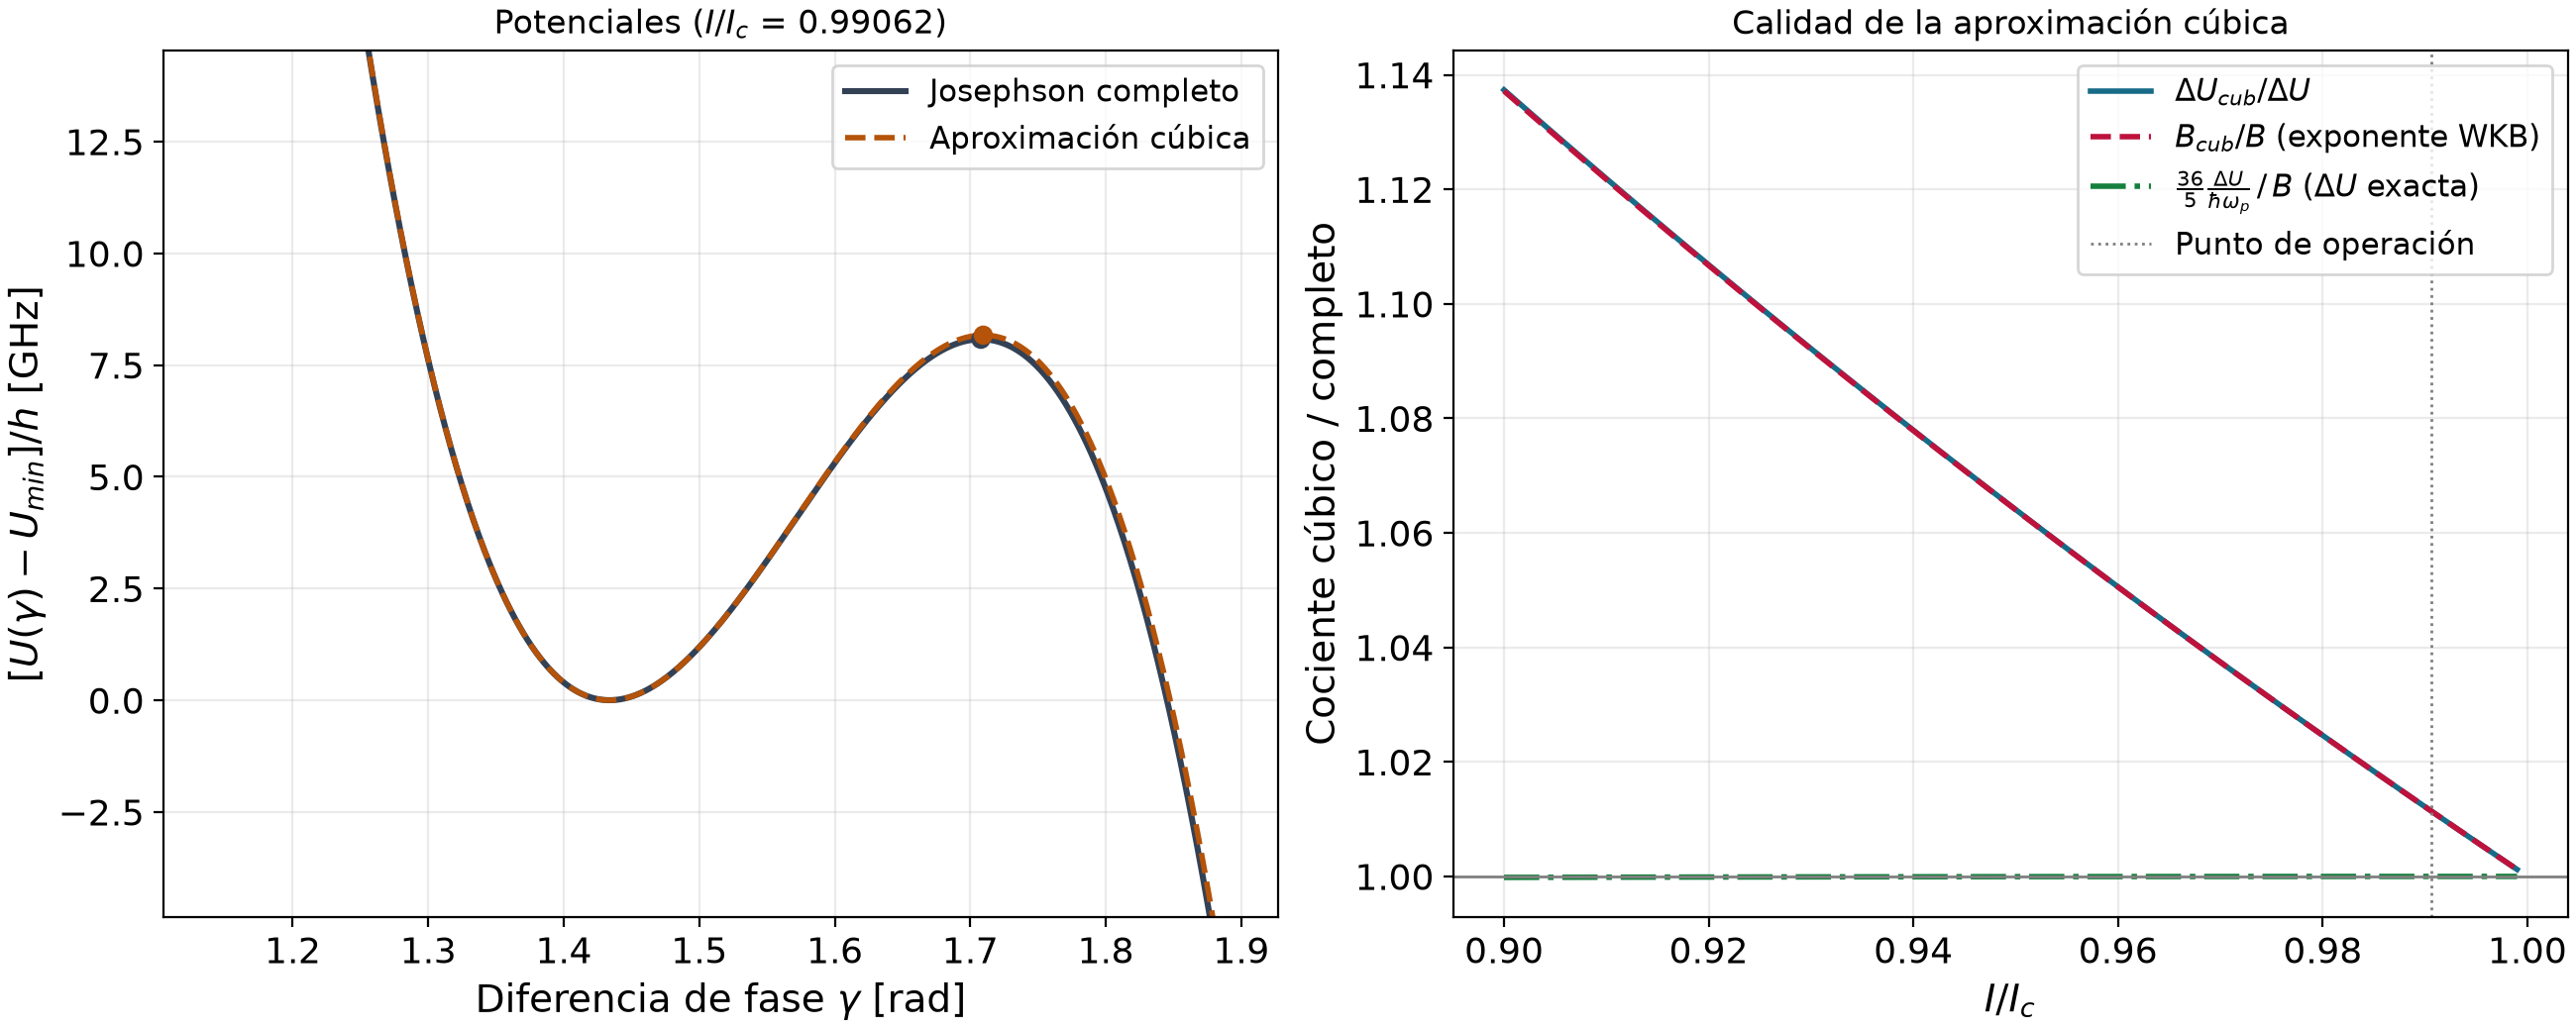 Potenciales (I/I_c = 0.99062)
[U(γ) − U_min]/h [GHz]
12.5
10.0
7.5
5.0
2.5
0.0
−2.5
Josephson completo
Aproximación cúbica
1.2 1.3 1.4 1.5 1.6 1.7 1.8 1.9
Diferencia de fase γ [rad]
Calidad de la aproximación cúbica
Cociente cúbico / completo
1.14
1.12
1.10
1.08
1.06
1.04
1.02
1.00
ΔU_cub/ΔU
B_cub/B (exponente WKB)
36/5 ΔU/ħω_p / B (ΔU exacta)
Punto de operación
0.90 0.92 0.94 0.96 0.98 1.00
I/I_c